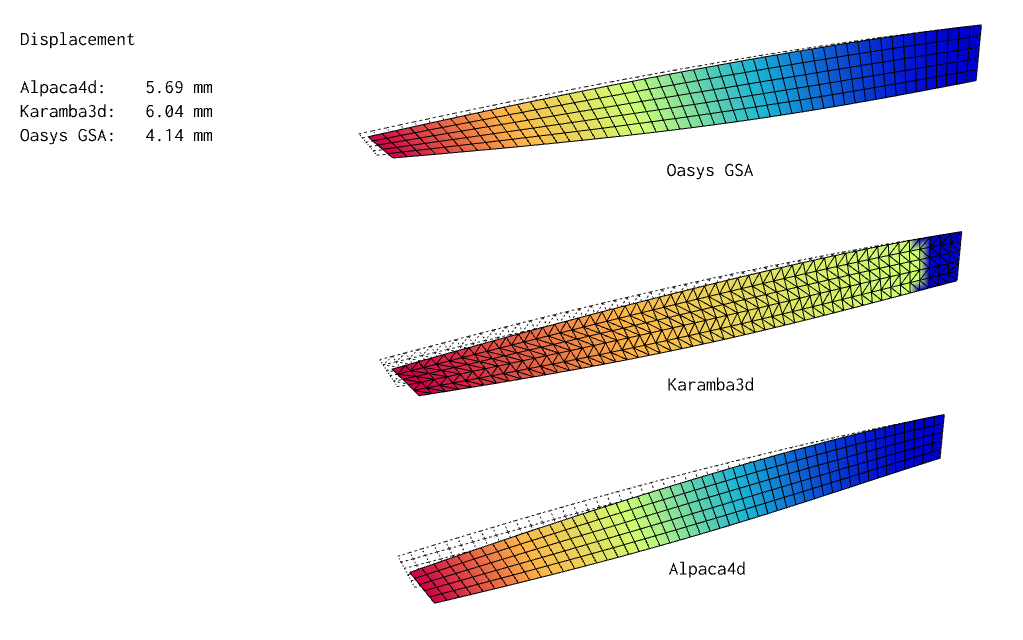 Displacement
Alpaca4d: 5.69 mm
Karamba3d: 6.04 mm
Oasys GSA: 4.14 mm
Oasys GSA
Karamba3d
Alpaca4d